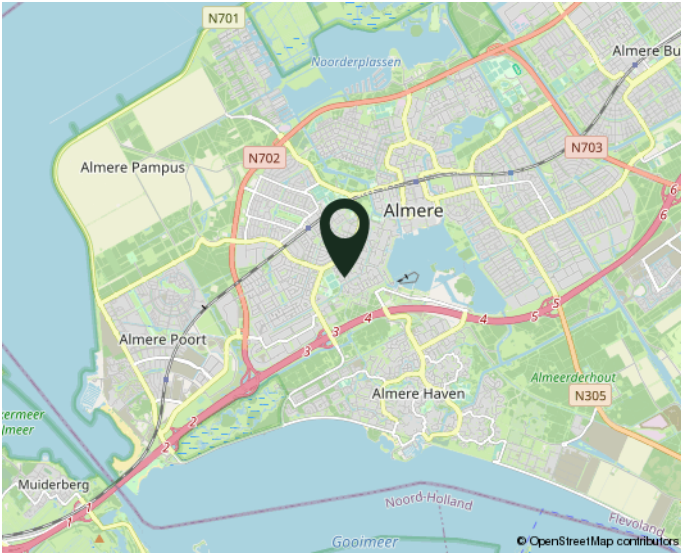 N701
Almere Bu
Noorderplassen
N703
N702
Almere Pampus
6
Almere
6
5
5
3
4
4
3
Almere Poort
Almeerderhout
Almere Haven
N305
kermeer
lmeer
2
2
Muiderberg
Noord-Holland
1
1
Flevoland
Gooimeer
© OpenStreetMap contributors